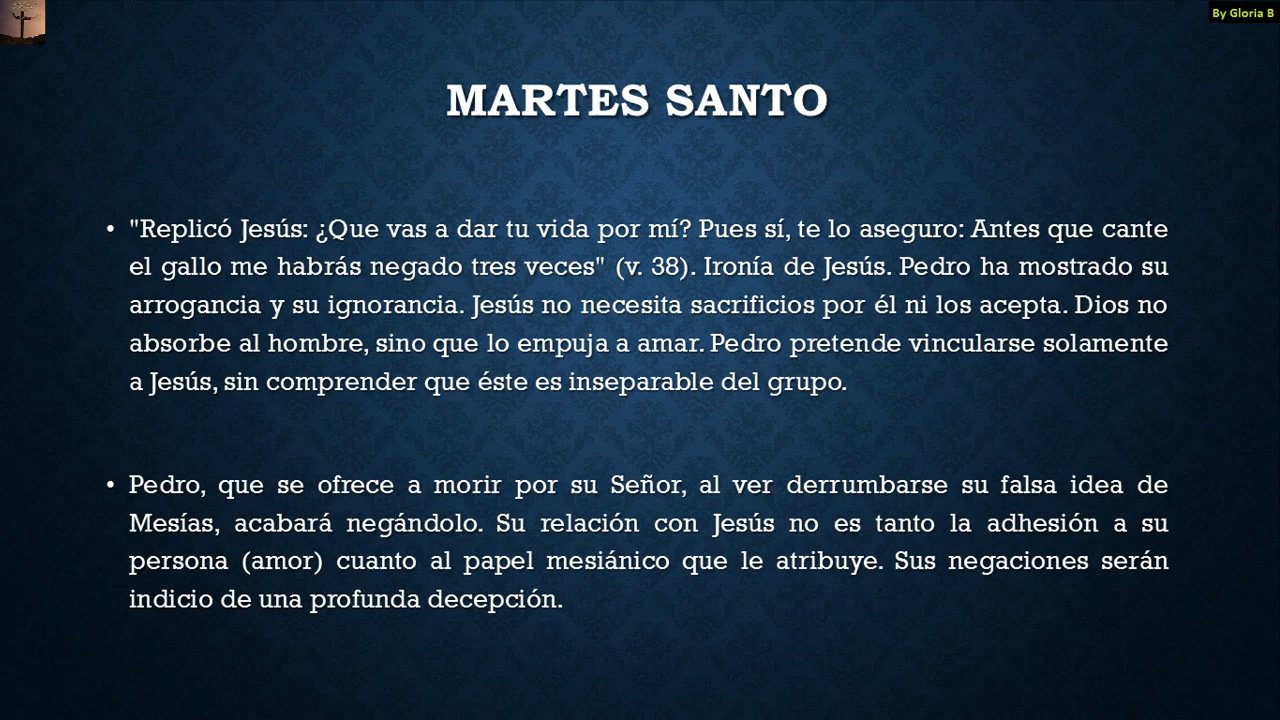 By Gloria B
MARTES SANTO
• "Replicó Jesús: ¿Que vas a dar tu vida por mí? Pues sí, te lo aseguro: Antes que cante
el gallo me habrás negado tres veces" (v. 38). Ironía de Jesús. Pedro ha mostrado su
arrogancia y su ignorancia. Jesús no necesita sacrificios por él ni los acepta. Dios no
absorbe al hombre, sino que lo empuja a amar. Pedro pretende vincularse solamente
a Jesús, sin comprender que éste es inseparable del grupo.
• Pedro, que se ofrece a morir por su Señor, al ver derrumbarse su falsa idea de
Mesías, acabará negándolo. Su relación con Jesús no es tanto la adhesión a su
persona (amor) cuanto al papel mesiánico que le atribuye. Sus negaciones serán
indicio de una profunda decepción.